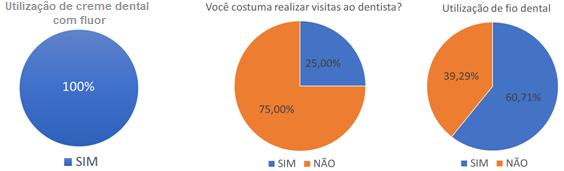 Utilização de creme dental
com fluor
100%
SIM
Você costuma realizar visitas ao dentista?
25,00%
75,00%
SIM NÃO
Utilização de fio dental
39,29%
60,71%
SIM NÃO